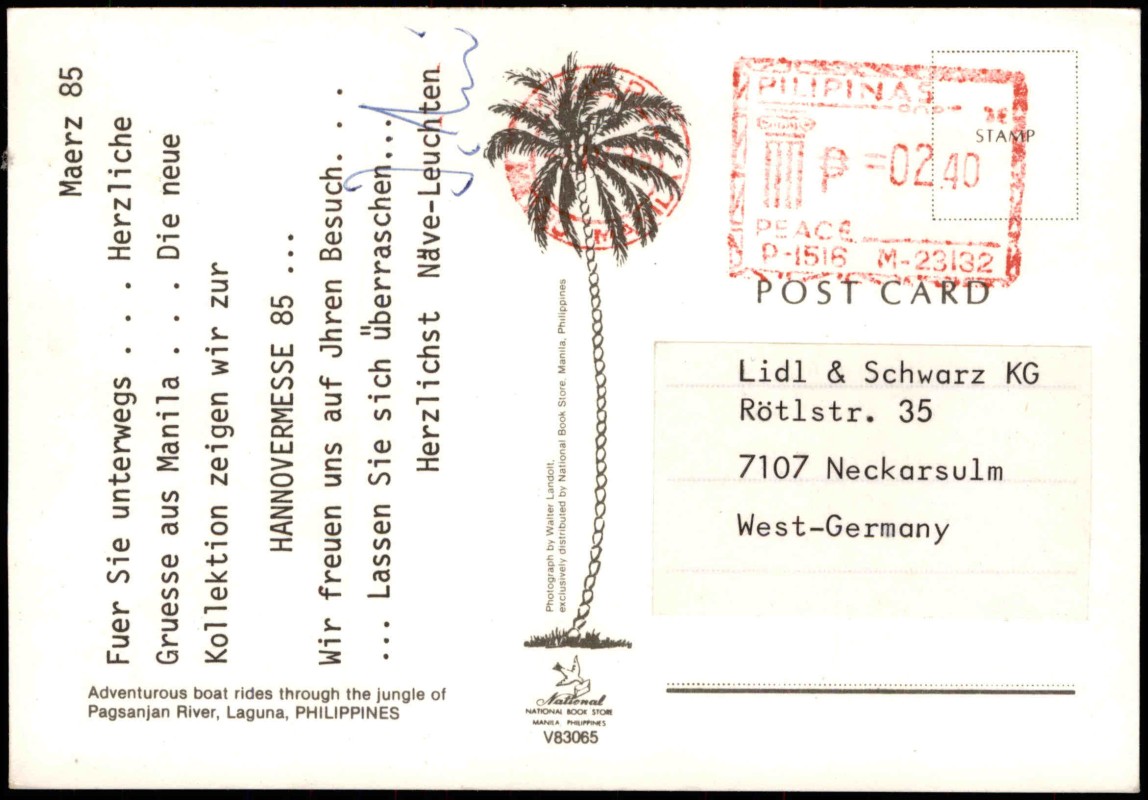 Maerz 85
Fuer Sie unterwegs . . . Herzliche
Gruesse aus Manila . . . Die neue
Kollektion zeigen wir zur
HANNOVERMESSE 85 ...
Wir freuen uns auf Jhren Besuch. . .
... Lassen Sie sich überraschen....
Herzlichst Näve-Leuchten
Adventurous boat rides through the jungle of
Pagsanjan River, Laguna, PHILIPPINES
Photograph by Walter Landolt,
exclusively distributed by National Book Store, Manila, Philippines
National
NATIONAL BOOK STORE
MANILA, PHILIPPINES
V83065
PILIPINAS
STAMP
₱ =02.40
PEACE
P-1516 M-23132
POST CARD
Lidl & Schwarz KG
Rötlstr. 35
7107 Neckarsulm
West-Germany